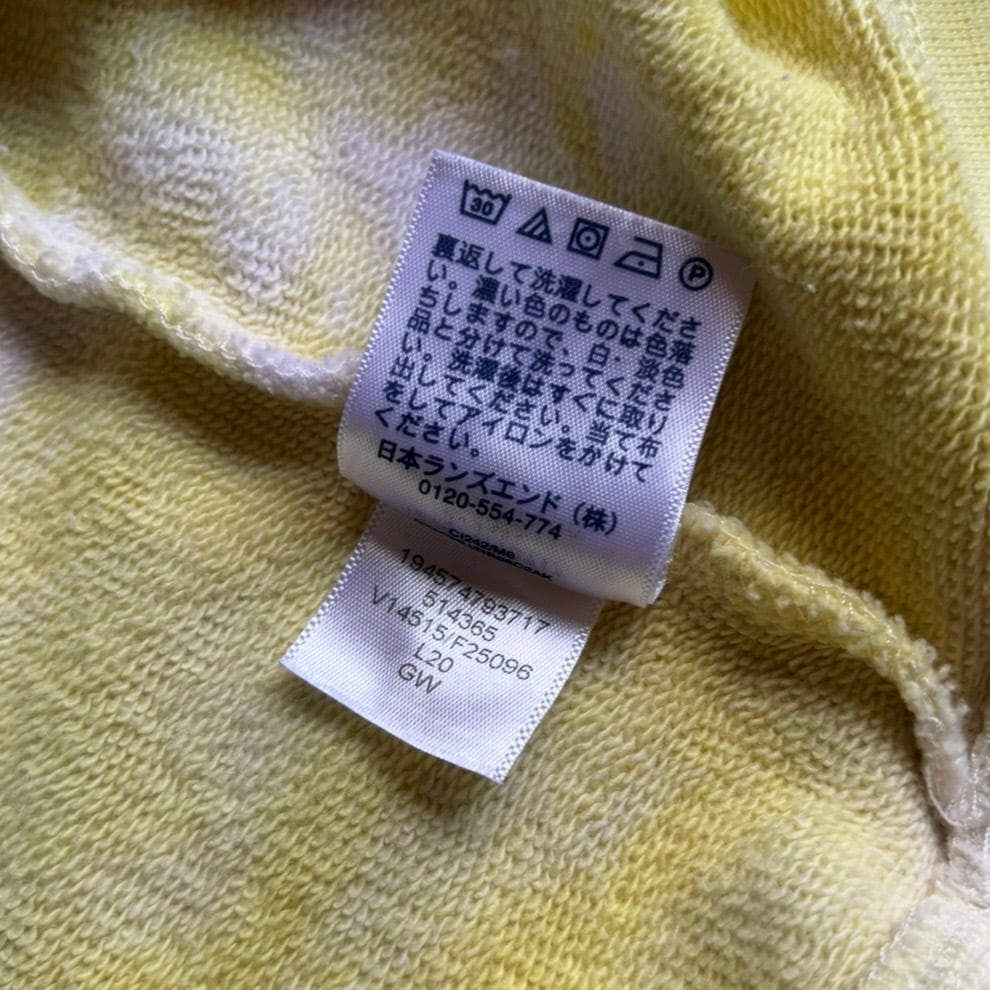 30
P
裏返して洗濯してくださ
い。濃い色のものは色落
ちしますので、白・淡色
品と分けて洗ってくださ
い。洗濯後はすぐに取り
出してください。当て布
をしてアイロンをかけて
ください。
日本ランズエンド（株）
0120-554-774
CI242/M6
194574793717
514365
V14515/F25096
L20
GW